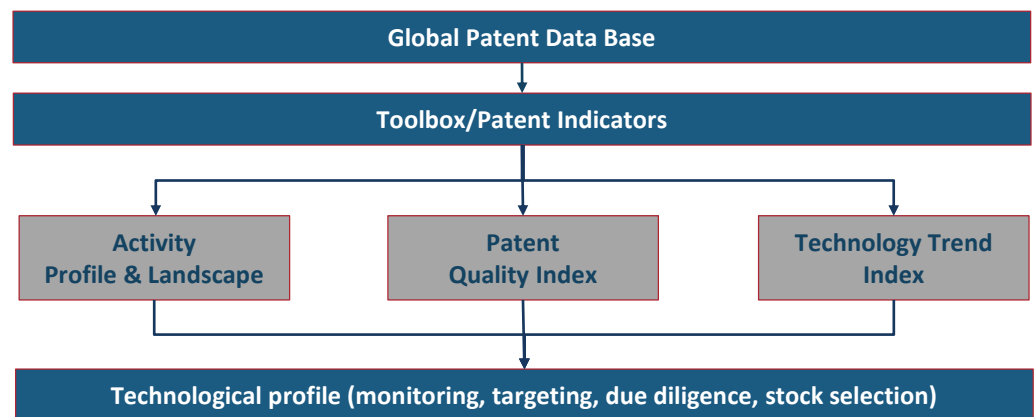 Global Patent Data Base
Toolbox/Patent Indicators
Activity
Profile & Landscape
Patent
Quality Index
Technology Trend
Index
Technological profile (monitoring, targeting, due diligence, stock selection)